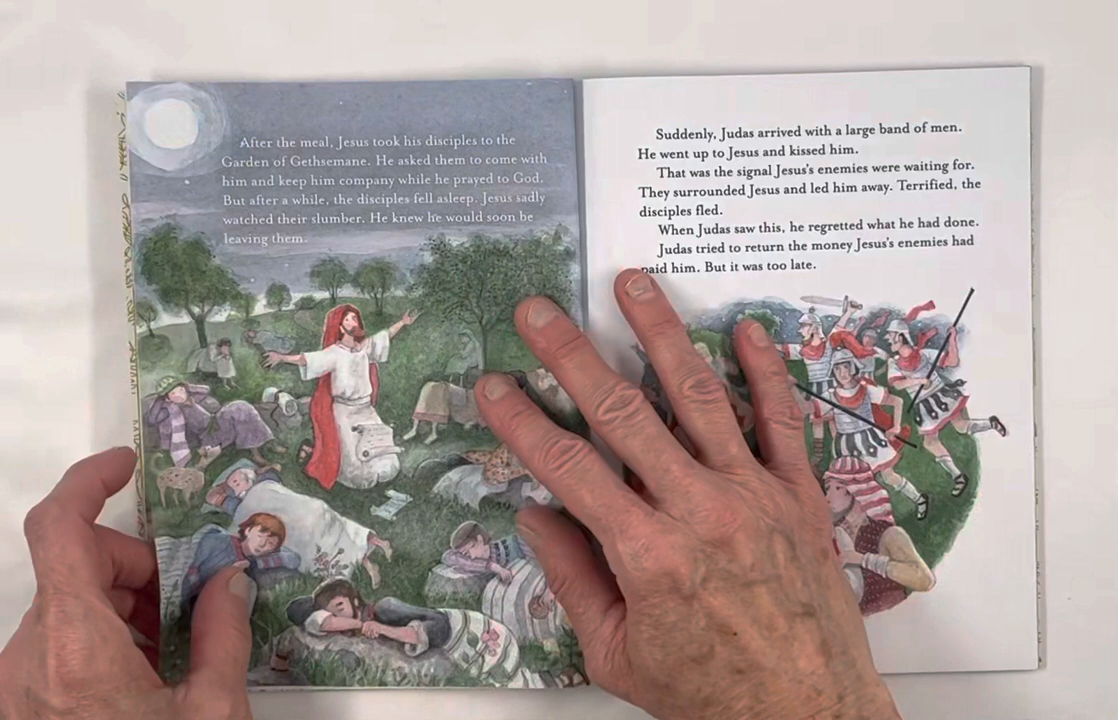 After the meal, Jesus took his disciples to the
Garden of Gethsemane. He asked them to come with
him and keep him company while he prayed to God.
But after a while, the disciples fell asleep. Jesus sadly
watched their slumber. He knew he would soon be
leaving them.
Suddenly, Judas arrived with a large band of men.
He went up to Jesus and kissed him.
That was the signal Jesus's enemies were waiting for.
They surrounded Jesus and led him away. Terrified, the
disciples fled.
When Judas saw this, he regretted what he had done.
Judas tried to return the money Jesus's enemies had
paid him. But it was too late.